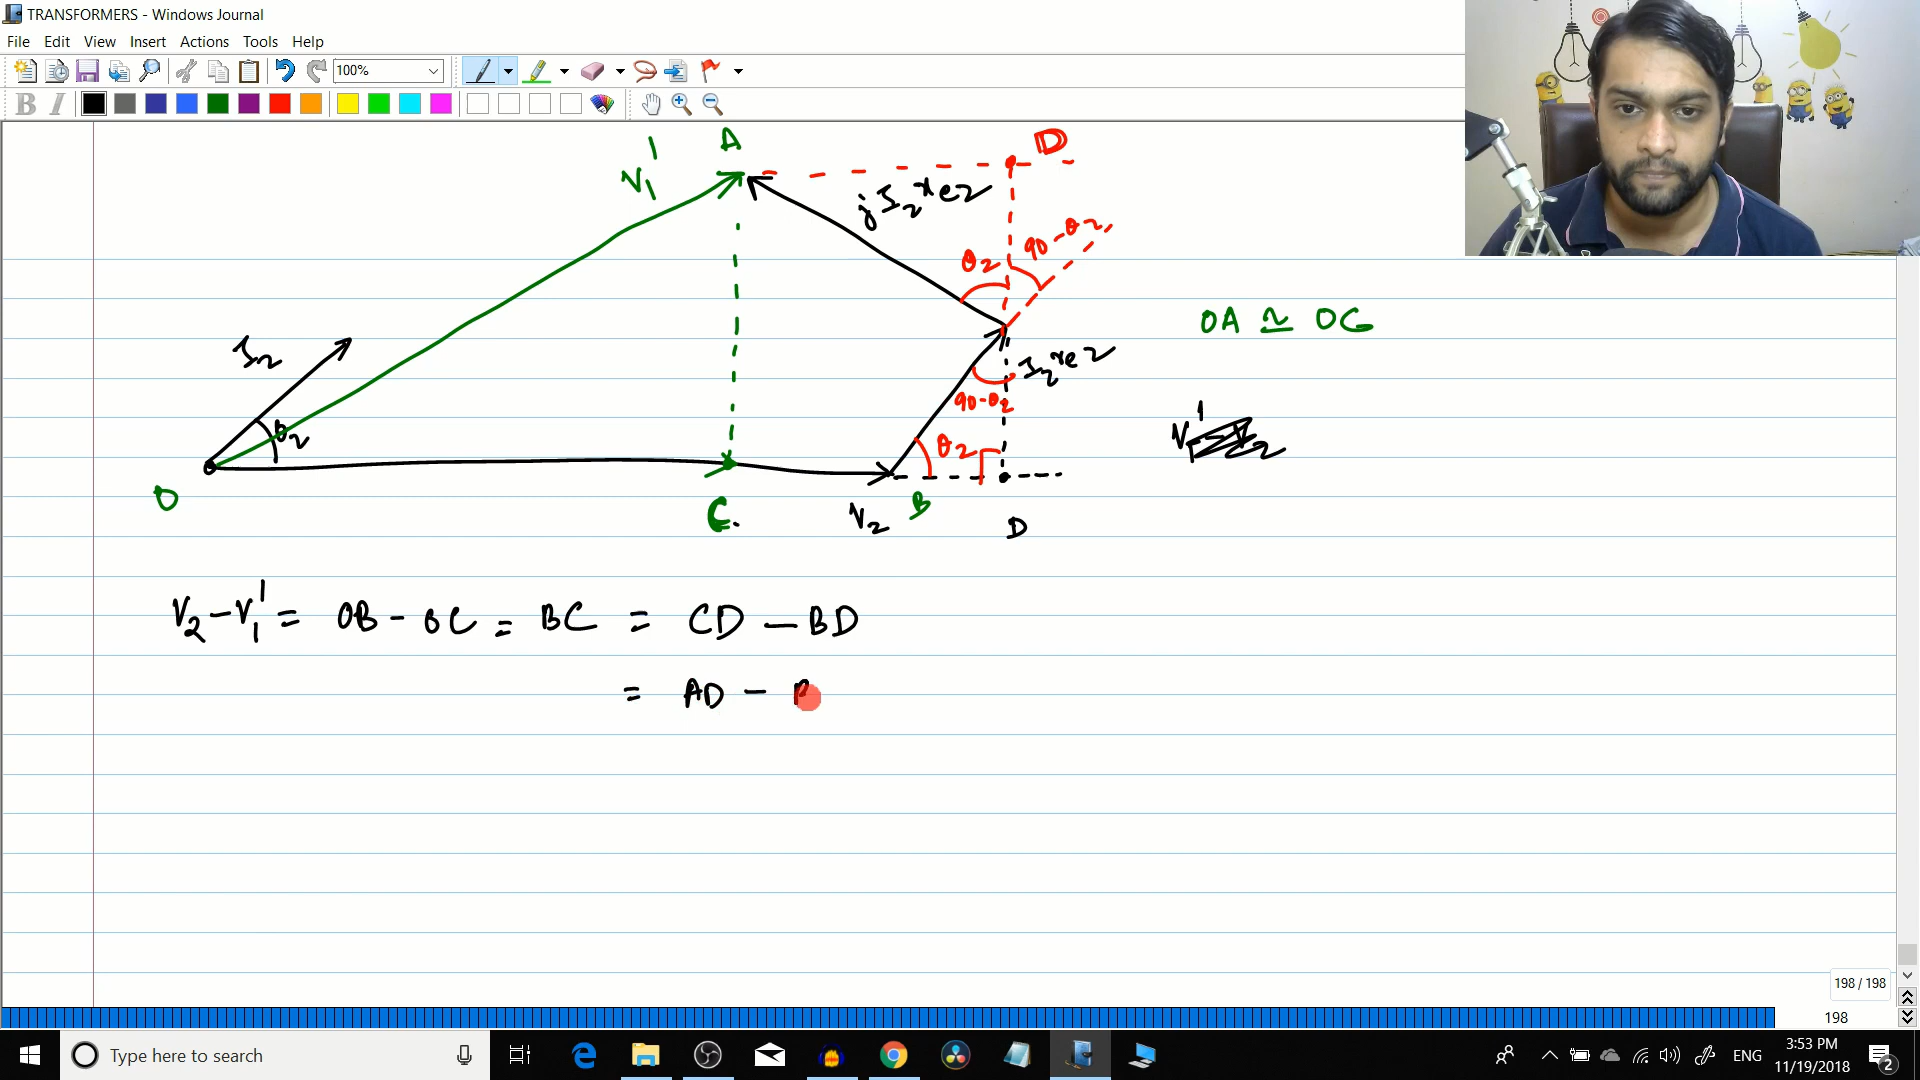 TRANSFORMERS - Windows Journal
File Edit View Insert Actions Tools Help
100%
B I
V₁' A D
jI₂xe2
θ₂ 90-θ₂
I₂
θ₂
OA ≃ OC
I₂re2
90-θ₂
θ₂
O C. V₂ B D
V₂-V₁' = OB - OC = BC = CD - BD
= AD -
198 / 198
198
Type here to search
ENG
3:53 PM
11/19/2018
2